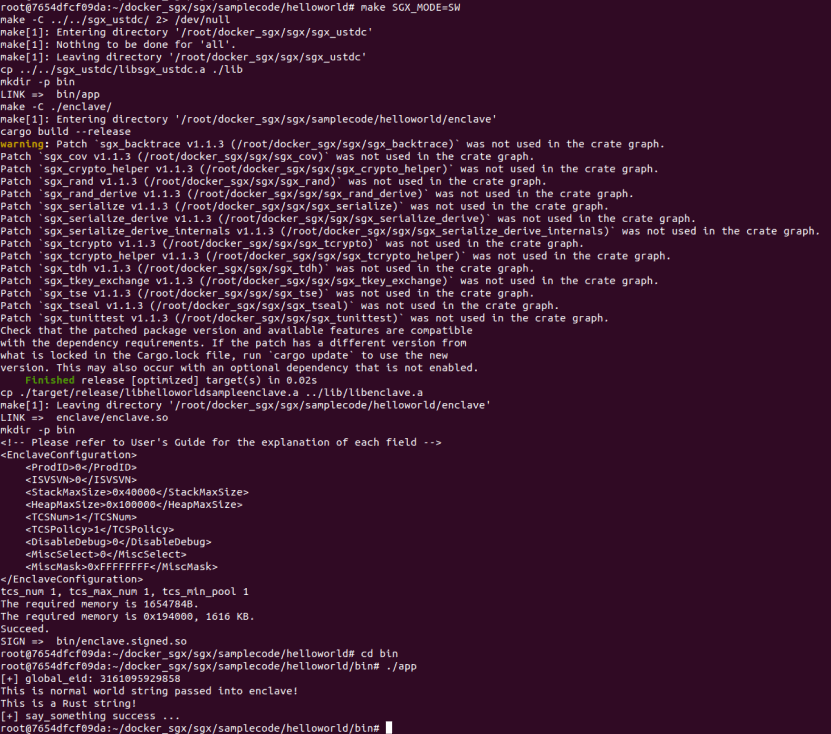 root@7654dfcf09da:~/docker_sgx/sgx/samplecode/helloworld# make SGX_MODE=SW
make -C ../../sgx_ustdc/ 2> /dev/null
make[1]: Entering directory '/root/docker_sgx/sgx/sgx_ustdc'
make[1]: Nothing to be done for 'all'.
make[1]: Leaving directory '/root/docker_sgx/sgx/sgx_ustdc'
cp ../../sgx_ustdc/libsgx_ustdc.a ./lib
mkdir -p bin
LINK =>  bin/app
make -C ./enclave/
make[1]: Entering directory '/root/docker_sgx/sgx/samplecode/helloworld/enclave'
cargo build --release
warning: Patch `sgx_backtrace v1.1.3 (/root/docker_sgx/sgx/sgx_backtrace)` was not used in the crate graph.
Patch `sgx_cov v1.1.3 (/root/docker_sgx/sgx/sgx_cov)` was not used in the crate graph.
Patch `sgx_crypto_helper v1.1.3 (/root/docker_sgx/sgx/sgx_crypto_helper)` was not used in the crate graph.
Patch `sgx_rand v1.1.3 (/root/docker_sgx/sgx/sgx_rand)` was not used in the crate graph.
Patch `sgx_rand_derive v1.1.3 (/root/docker_sgx/sgx/sgx_rand_derive)` was not used in the crate graph.
Patch `sgx_serialize v1.1.3 (/root/docker_sgx/sgx/sgx_serialize)` was not used in the crate graph.
Patch `sgx_serialize_derive v1.1.3 (/root/docker_sgx/sgx/sgx_serialize_derive)` was not used in the crate graph.
Patch `sgx_serialize_derive_internals v1.1.3 (/root/docker_sgx/sgx/sgx_serialize_derive_internals)` was not used in the crate graph.
Patch `sgx_tcrypto v1.1.3 (/root/docker_sgx/sgx/sgx_tcrypto)` was not used in the crate graph.
Patch `sgx_tcrypto_helper v1.1.3 (/root/docker_sgx/sgx/sgx_tcrypto_helper)` was not used in the crate graph.
Patch `sgx_tdh v1.1.3 (/root/docker_sgx/sgx/sgx_tdh)` was not used in the crate graph.
Patch `sgx_tkey_exchange v1.1.3 (/root/docker_sgx/sgx/sgx_tkey_exchange)` was not used in the crate graph.
Patch `sgx_tse v1.1.3 (/root/docker_sgx/sgx/sgx_tse)` was not used in the crate graph.
Patch `sgx_tseal v1.1.3 (/root/docker_sgx/sgx/sgx_tseal)` was not used in the crate graph.
Patch `sgx_tunittest v1.1.3 (/root/docker_sgx/sgx/sgx_tunittest)` was not used in the crate graph.
Check that the patched package version and available features are compatible
with the dependency requirements. If the patch has a different version from
what is locked in the Cargo.lock file, run `cargo update` to use the new
version. This may also occur with an optional dependency that is not enabled.
    Finished release [optimized] target(s) in 0.02s
cp ./target/release/libhelloworldsampleenclave.a ../lib/libenclave.a
make[1]: Leaving directory '/root/docker_sgx/sgx/samplecode/helloworld/enclave'
LINK =>  enclave/enclave.so
mkdir -p bin
<!-- Please refer to User's Guide for the explanation of each field -->
<EnclaveConfiguration>
    <ProdID>0</ProdID>
    <ISVSVN>0</ISVSVN>
    <StackMaxSize>0x40000</StackMaxSize>
    <HeapMaxSize>0x100000</HeapMaxSize>
    <TCSNum>1</TCSNum>
    <TCSPolicy>1</TCSPolicy>
    <DisableDebug>0</DisableDebug>
    <MiscSelect>0</MiscSelect>
    <MiscMask>0xFFFFFFFF</MiscMask>
</EnclaveConfiguration>
tcs_num 1, tcs_max_num 1, tcs_min_pool 1
The required memory is 1654784B.
The required memory is 0x194000, 1616 KB.
Succeed.
SIGN =>  bin/enclave.signed.so
root@7654dfcf09da:~/docker_sgx/sgx/samplecode/helloworld# cd bin
root@7654dfcf09da:~/docker_sgx/sgx/samplecode/helloworld/bin# ./app
[+] global_eid: 3161095929858
This is normal world string passed into enclave!
This is a Rust string!
[+] say_something success ...
root@7654dfcf09da:~/docker_sgx/sgx/samplecode/helloworld/bin#